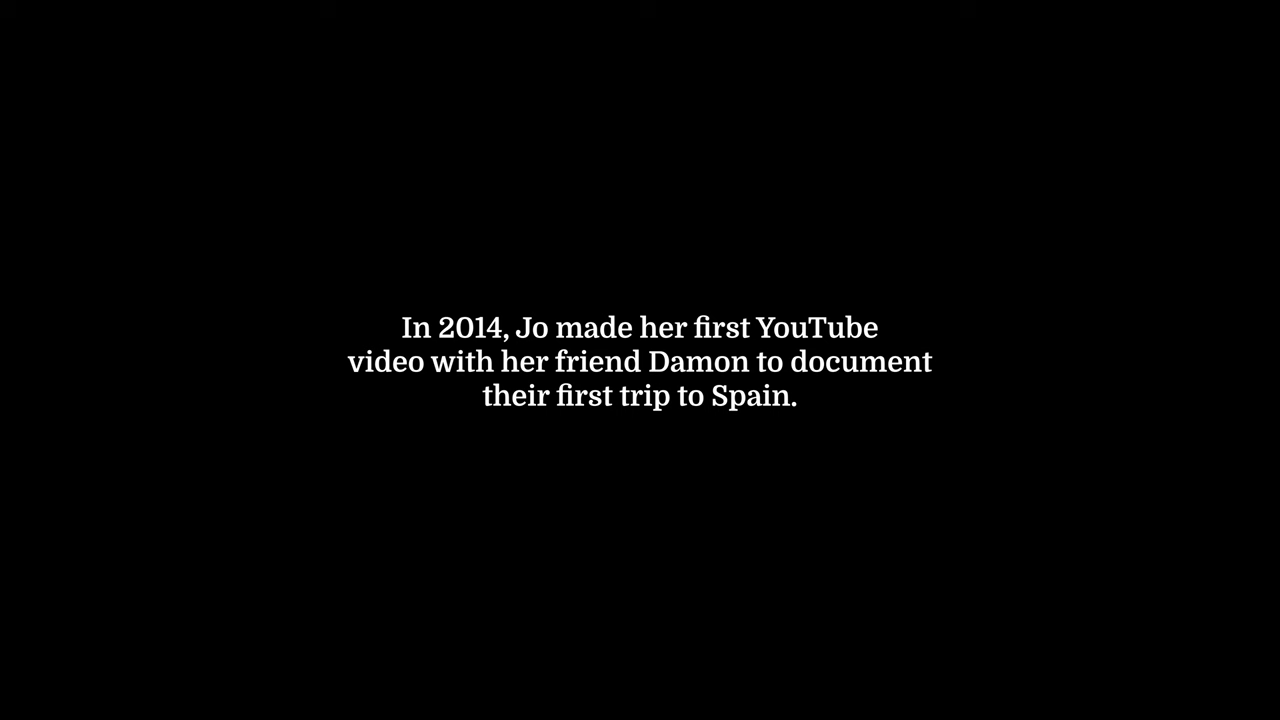 In 2014, Jo made her first YouTube
video with her friend Damon to document
their first trip to Spain.